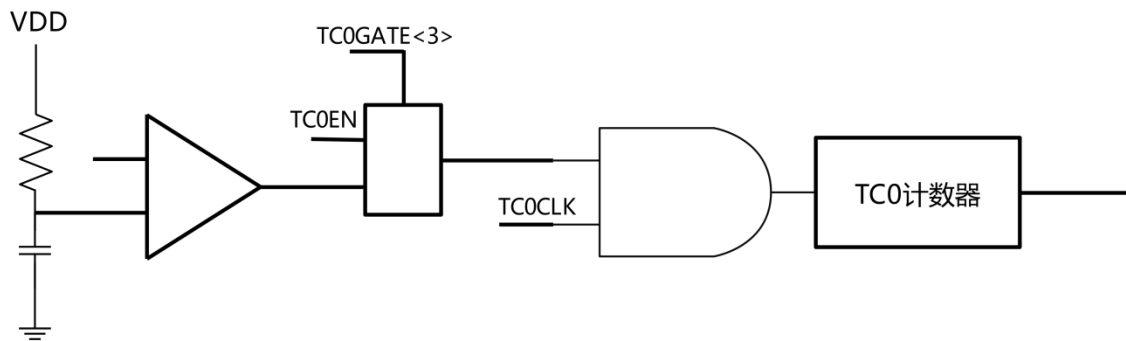 VDD
TC0GATE<3>
TC0EN
TC0CLK
TC0计数器